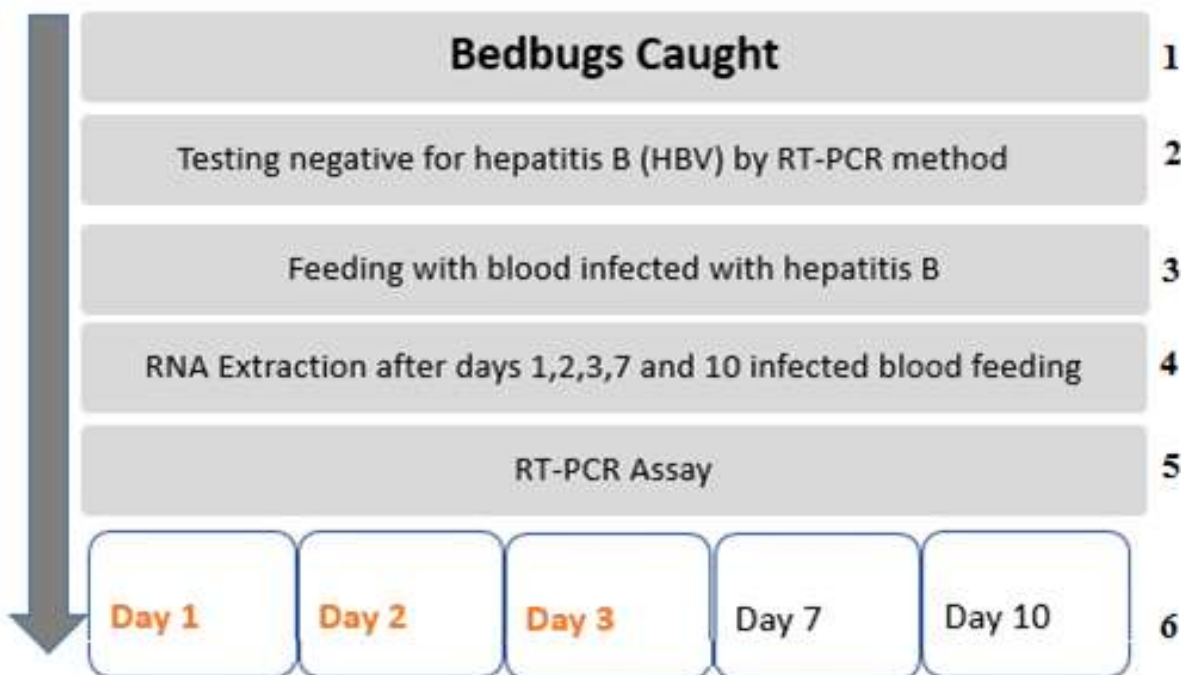 Bedbugs Caught 1
Testing negative for hepatitis B (HBV) by RT-PCR method 2
Feeding with blood infected with hepatitis B 3
RNA Extraction after days 1,2,3,7 and 10 infected blood feeding 4
RT-PCR Assay 5
Day 1 Day 2 Day 3 Day 7 Day 10 6